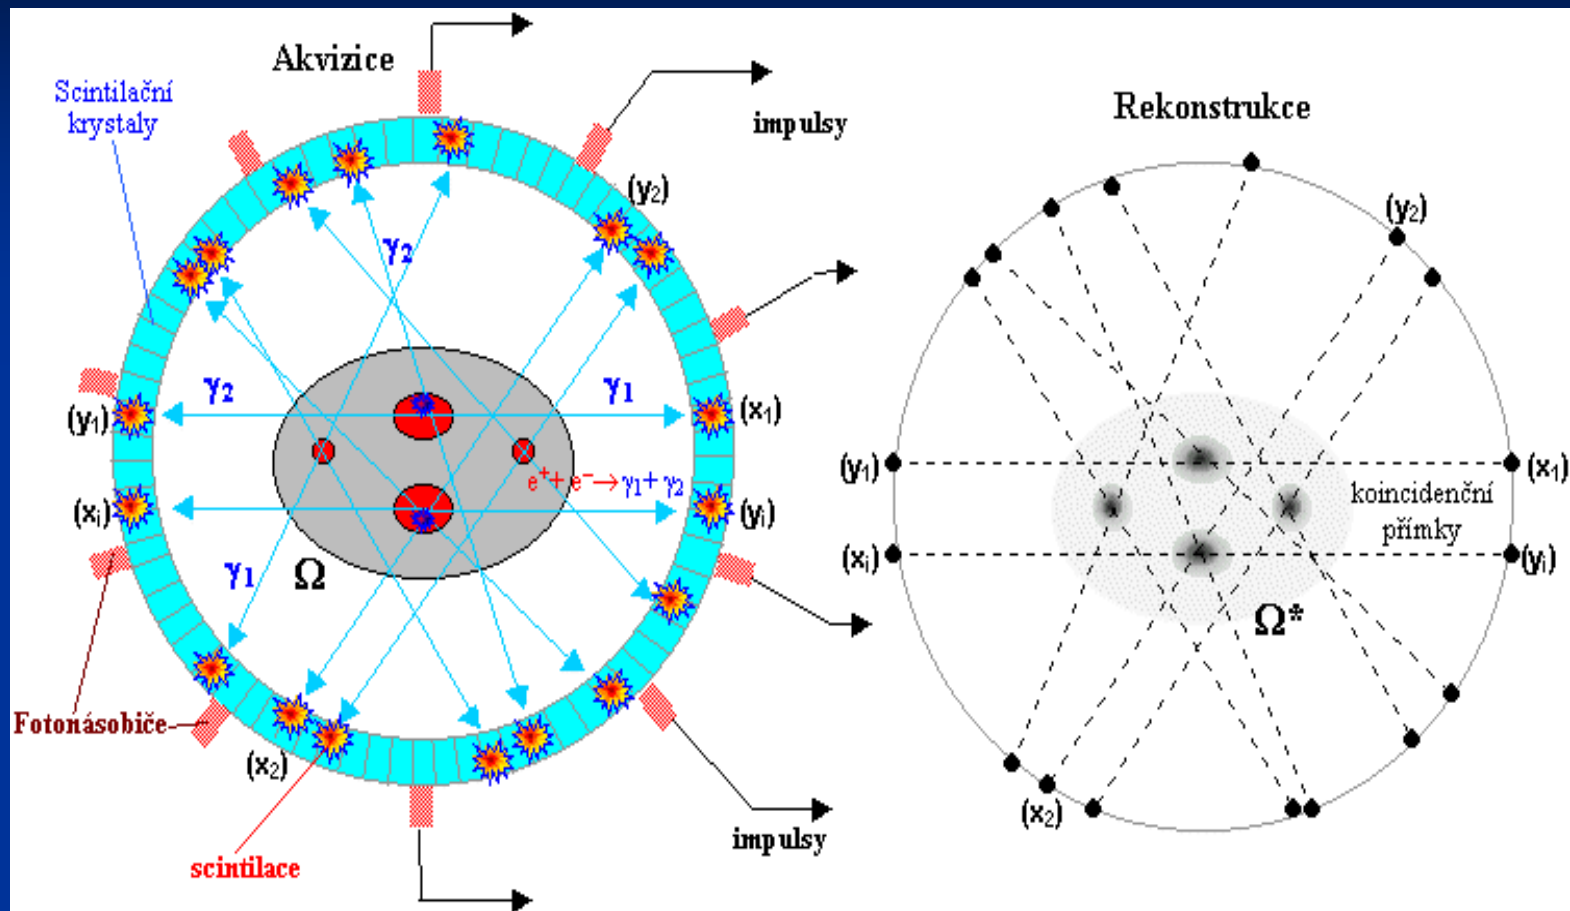 Akvizice
Scintilační
krystaly
impulsy
(y₂)
γ₂
γ₂
γ₁
(y₁)
(x₁)
e⁺+ e⁻→γ₁+γ₂
(xᵢ)
(yᵢ)
γ₁
Ω
Fotonásobiče
(x₂)
scintilace
impulsy
Rekonstrukce
(y₂)
(y₁)
(x₁)
koincidenční
přímky
(xᵢ)
(yᵢ)
Ω*
(x₂)